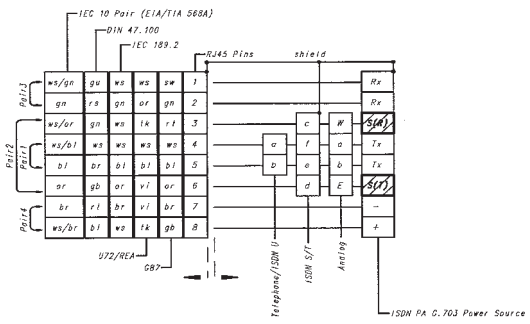 IEC 10 Pair (EIA/TIA 568A)
DIN 47.100
IEC 189.2
RJ45 Pins shield
ws/gn gu ws ws sw 1 Rx
gn rs gn or gn 2 Rx
ws/or gn ws tk rt 3 c W S(R)
ws/bl ws ws ws ws 4 a f a Tx
bl br bl bl bl 5 b e b Tx
or gb or vi or 6 d E S(T)
br rl br vi br 7 -
ws/br bl ws tk gb 8 +
Pair3
Pair2
Pair1
Pair4
U72/REA
G87
Telephone/ISDN U
ISDN S/T
Analog
ISDN PA G.703 Power Source